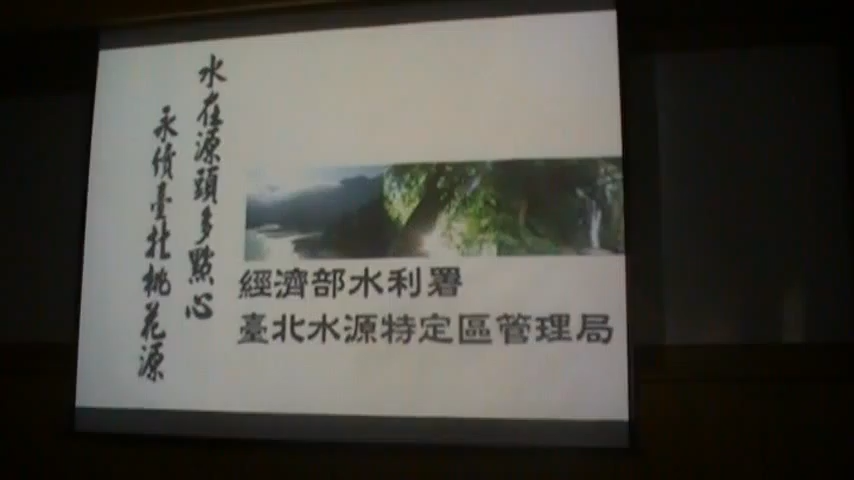 水在源頭多點心
永續臺北桃花源
經濟部水利署
臺北水源特定區管理局